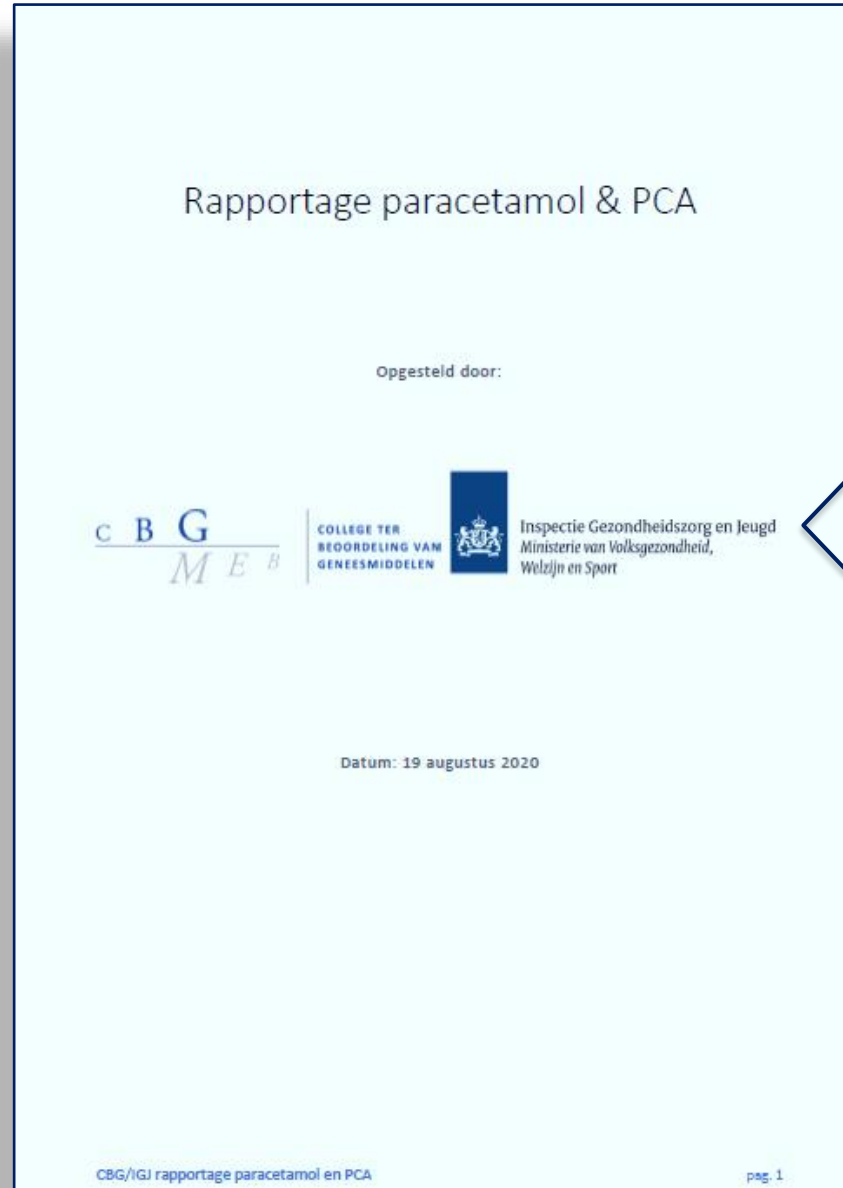 Rapportage paracetamol & PCA
Opgesteld door:
C B G
M E B
COLLEGE TER
BEOORDELING VAN
GENEESMIDDELEN
Inspectie Gezondheidszorg en Jeugd
Ministerie van Volksgezondheid,
Welzijn en Sport
Datum: 19 augustus 2020
CBG/IGJ rapportage paracetamol en PCA
pag. 1